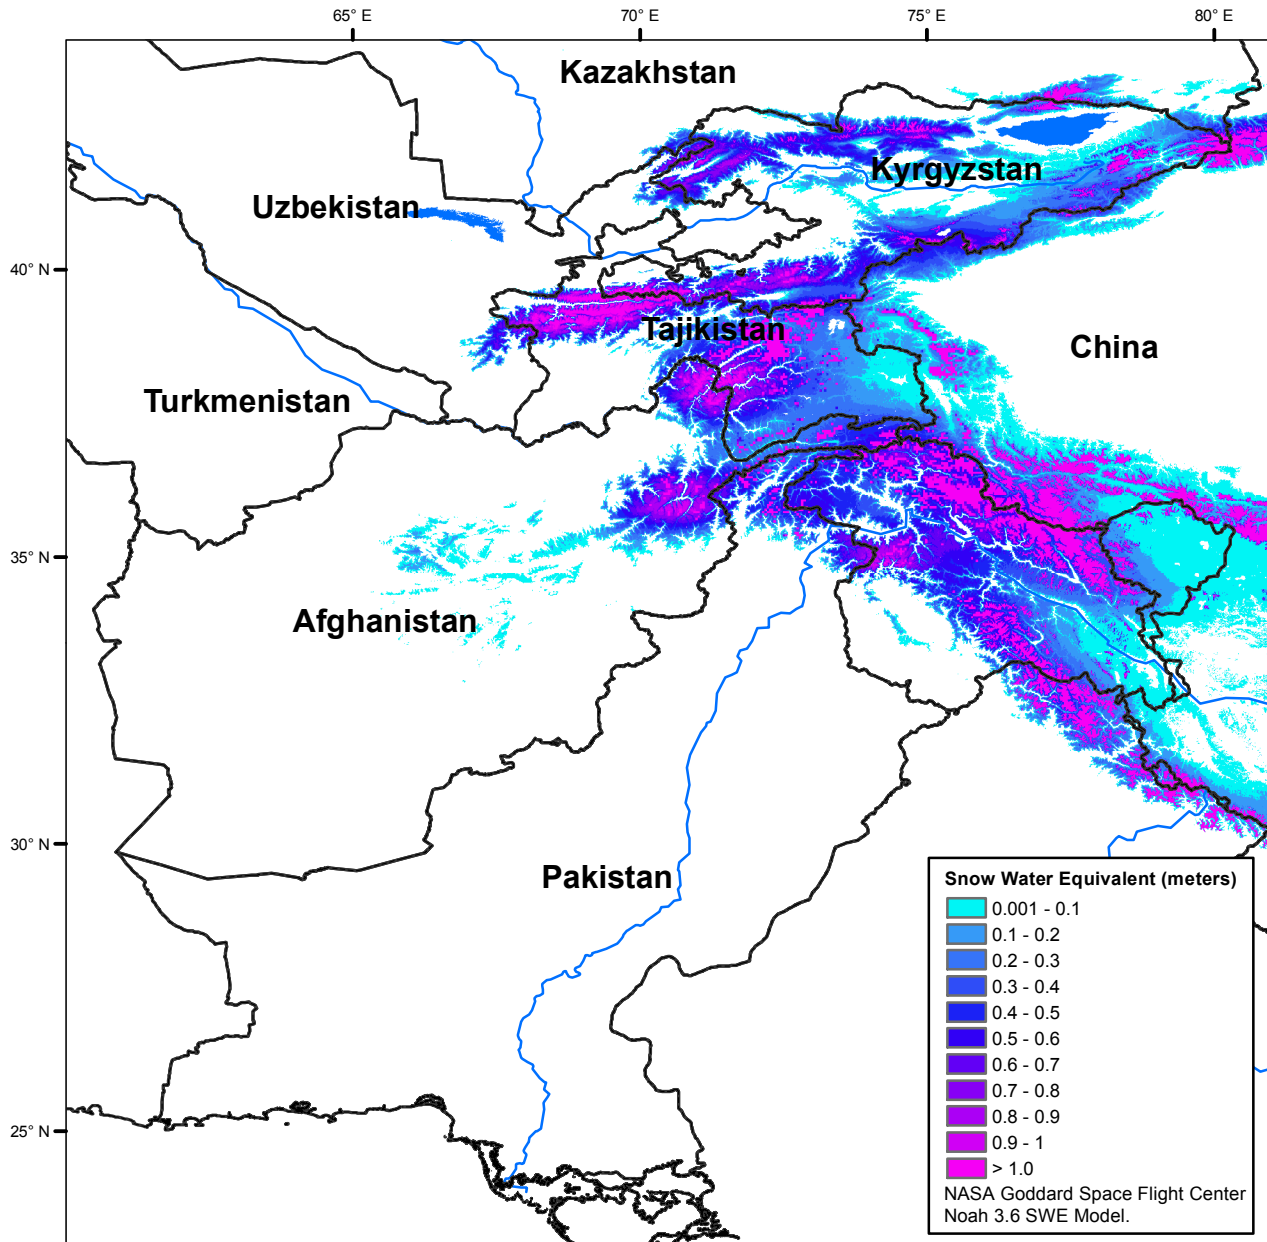 65° E
70° E
75° E
80° E
Kazakhstan
Kyrgyzstan
Uzbekistan
40° N
Tajikistan
China
Turkmenistan
35° N
Afghanistan
30° N
Pakistan
25° N
Snow Water Equivalent (meters)
0.001 - 0.1
0.1 - 0.2
0.2 - 0.3
0.3 - 0.4
0.4 - 0.5
0.5 - 0.6
0.6 - 0.7
0.7 - 0.8
0.8 - 0.9
0.9 - 1
> 1.0
NASA Goddard Space Flight Center
Noah 3.6 SWE Model.